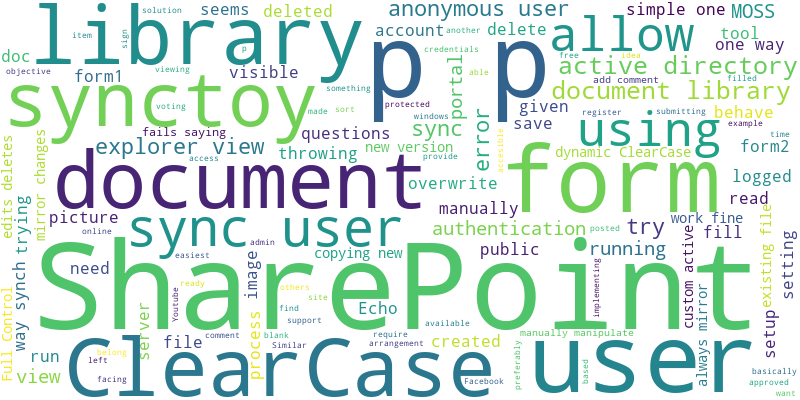 solution seems deleted anonymous user simple one MOSS
item sign p another account delete credentials tool
library p p allow one way
doc form1 viewing visible something able idea active directory
objective voting made sort free add comment filled
synctoy portal protected windows document library
fails saying questions sync error given save register submitting behave example
explorer view throwing new version using time form2
access provide accessible dynamic ClearCase
edits deletes mirror changes document overwrite form logged
trying picture online manually authentication posted try work fine read
sync user public running fill
way synch need admin copying new implementing custom active existing file setting
easiest ready others site
SharePoint
Full Control Youtube image Echo find available setup
server process support manually manipulate
run file comment blank Similar require arrangement created always mirror basically
view belong left facing ClearCase Facebook preferably based user approved want